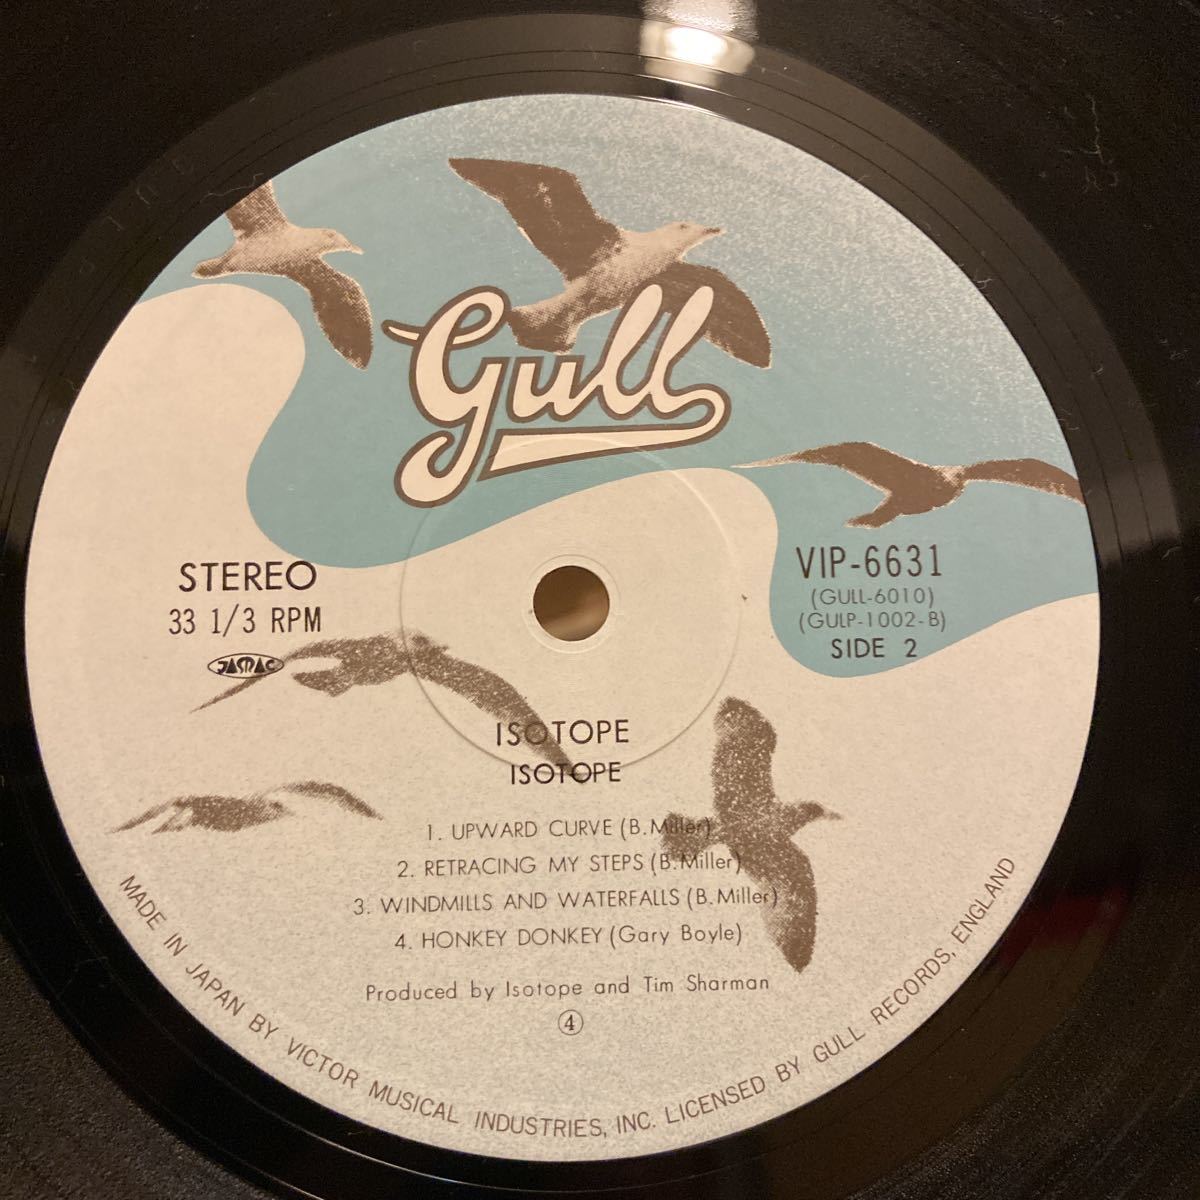 gull
STEREO
33 1/3 RPM
JASRAC
VIP-6631
(GULL-6010)
(GULP-1002-B)
SIDE 2
ISOTOPE
ISOTOPE
1. UPWARD CURVE (B. Miller)
2. RETRACING MY STEPS (B. Miller)
3. WINDMILLS AND WATERFALLS (B. Miller)
4. HONKEY DONKEY (Gary Boyle)
Produced by Isotope and Tim Sharman
④
MADE IN JAPAN BY VICTOR MUSICAL INDUSTRIES, INC. LICENSED BY GULL RECORDS, ENGLAND